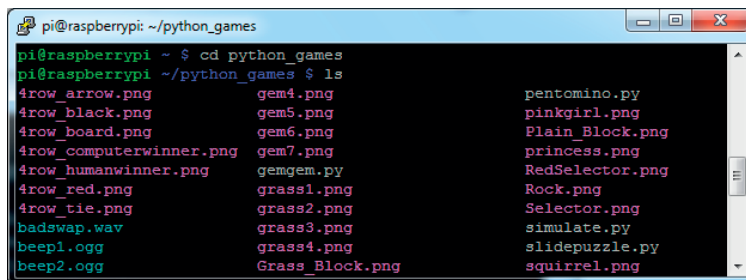 pi@raspberrypi: ~/python_games
pi@raspberrypi ~ $ cd python_games
pi@raspberrypi ~/python_games $ ls
4row_arrow.png gem4.png pentomino.py
4row_black.png gem5.png pinkgirl.png
4row_board.png gem6.png Plain_Block.png
4row_computerwinner.png gem7.png princess.png
4row_humanwinner.png gemgem.py RedSelector.png
4row_red.png grass1.png Rock.png
4row_tie.png grass2.png Selector.png
badswap.wav grass3.png simulate.py
beep1.ogg grass4.png slidepuzzle.py
beep2.ogg Grass_Block.png squirrel.png